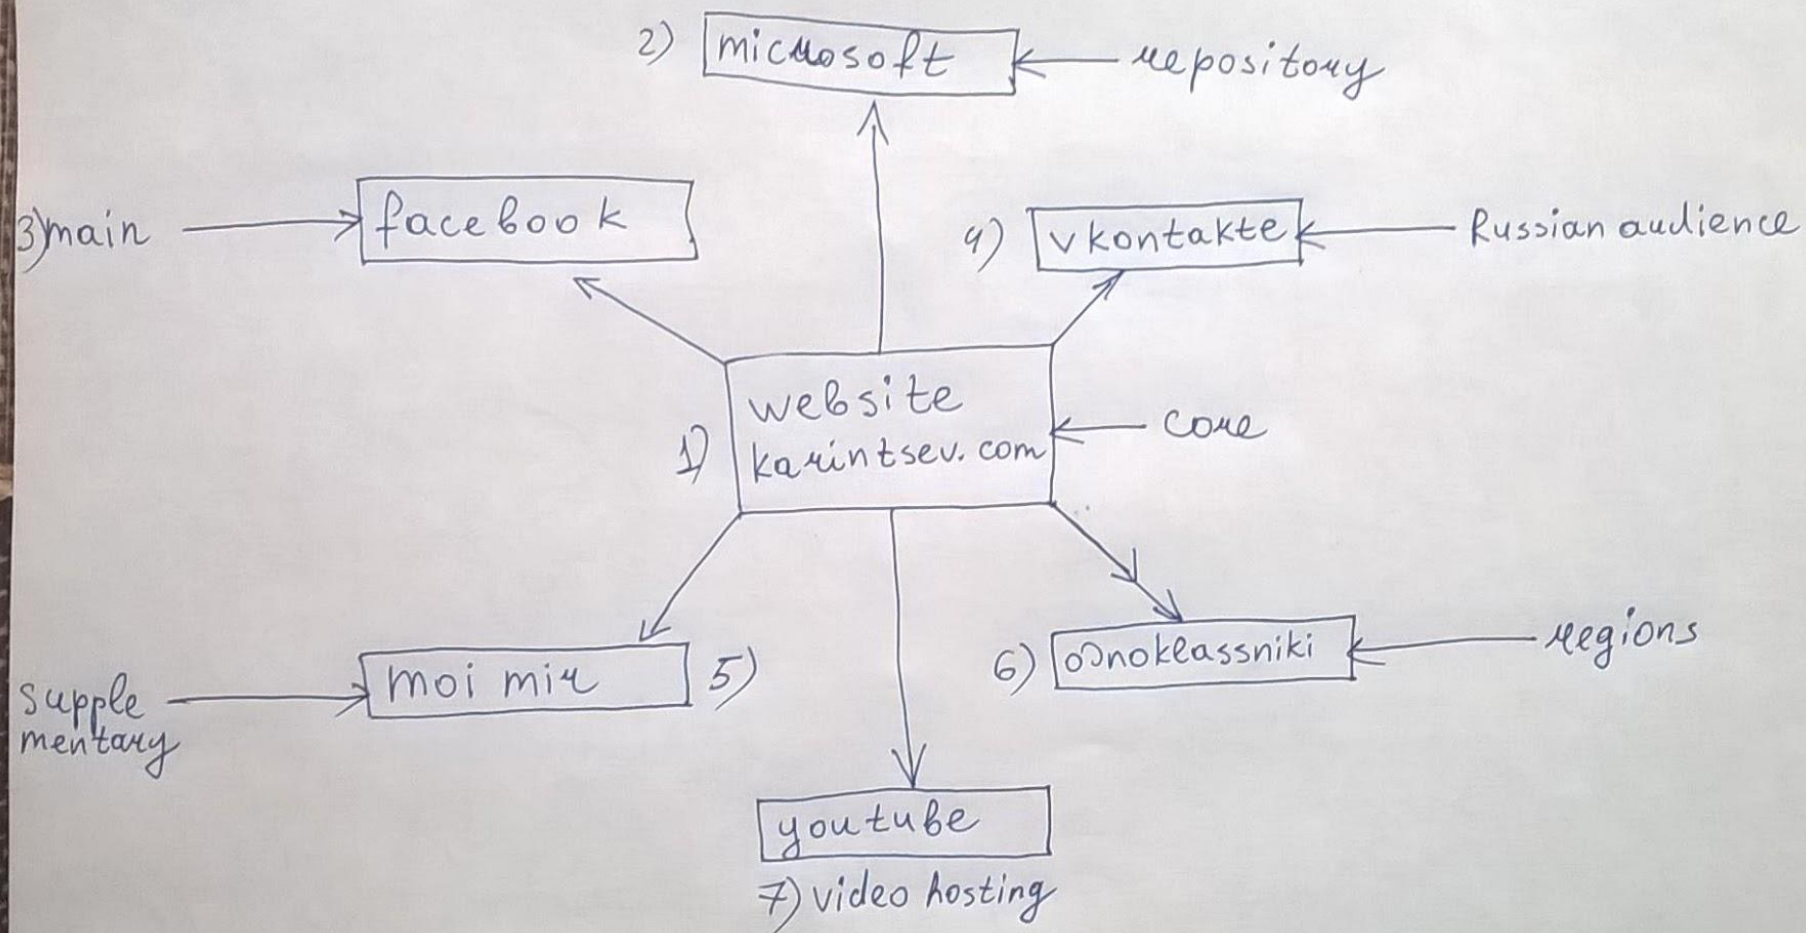 2) microsoft repository
3) main facebook
4) vkontakte Russian audience
1) website
karintsev.com core
supple
mentary moi mir 5)
6) odnoklassniki regions
youtube
7) video hosting